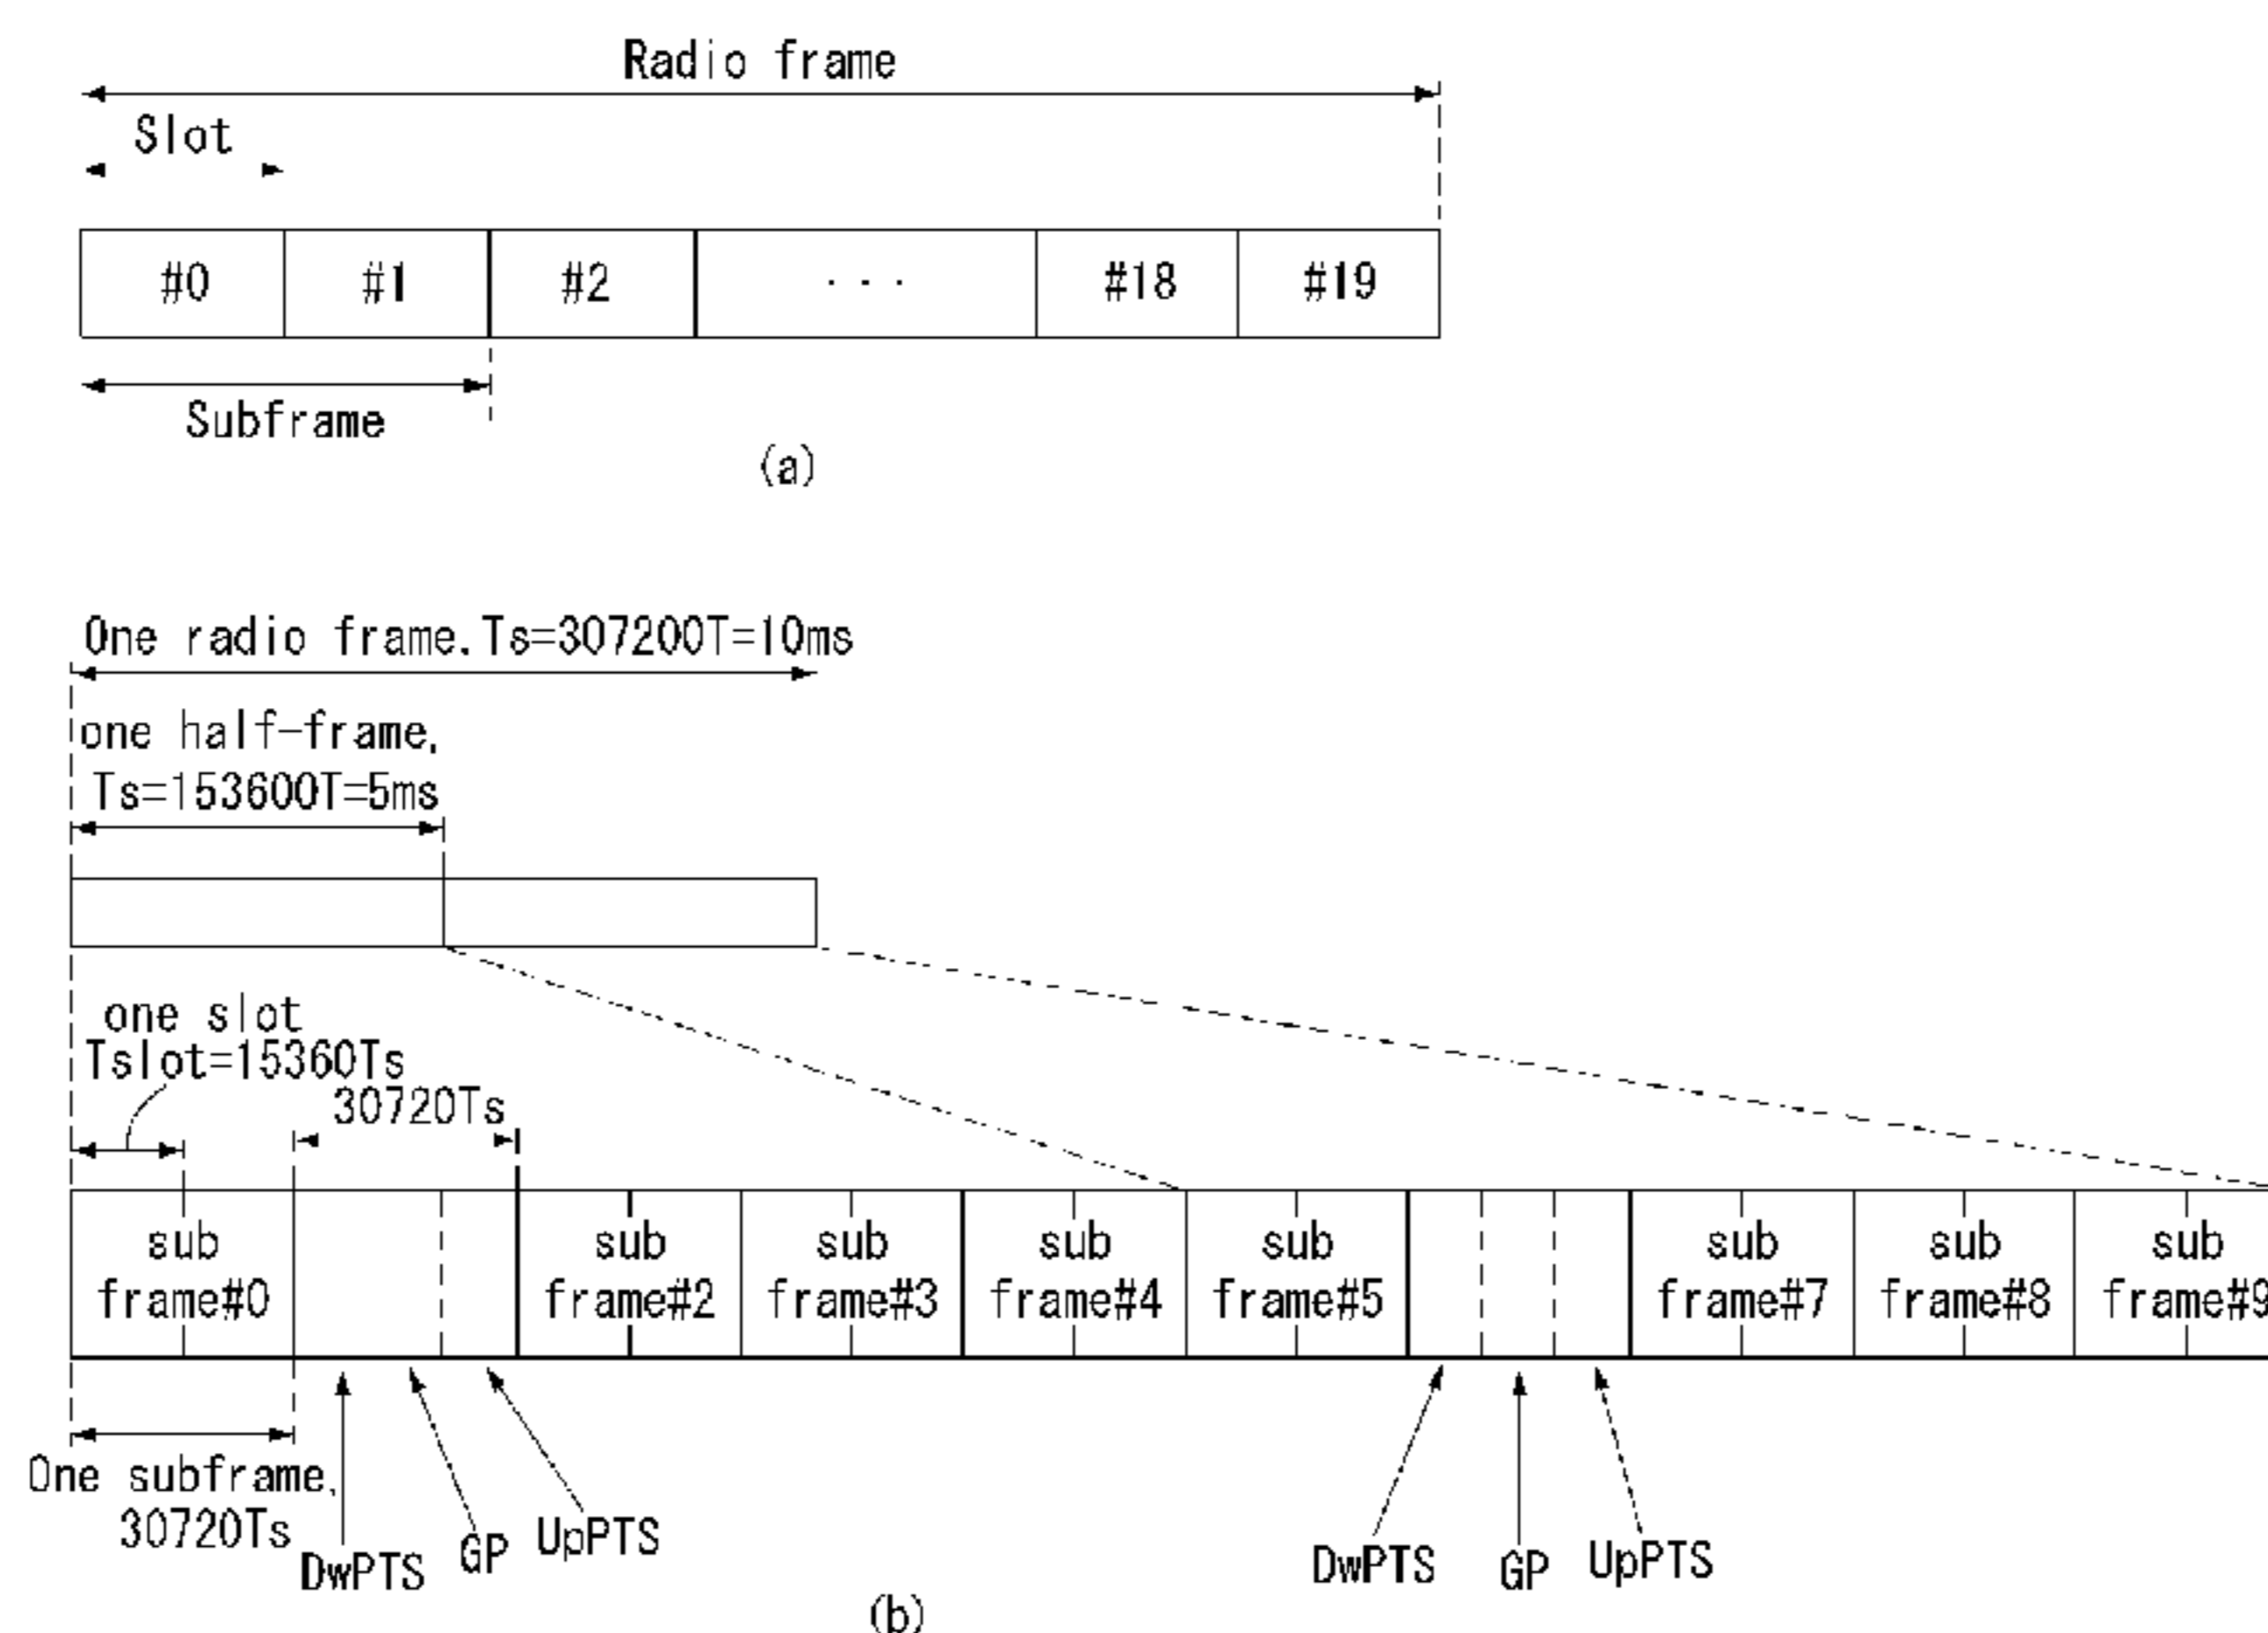 Radio frame
Slot
#0 #1 #2 ... #18 #19
Subframe
(a)
One radio frame.Ts=307200T=10ms
one half-frame,
Ts=153600T=5ms
one slot
Tslot=15360Ts
30720Ts
sub frame#0
sub frame#2
sub frame#3
sub frame#4
sub frame#5
sub frame#7
sub frame#8
sub frame#9
One subframe,
30720Ts
DwPTS GP UpPTS
DwPTS GP UpPTS
(b)